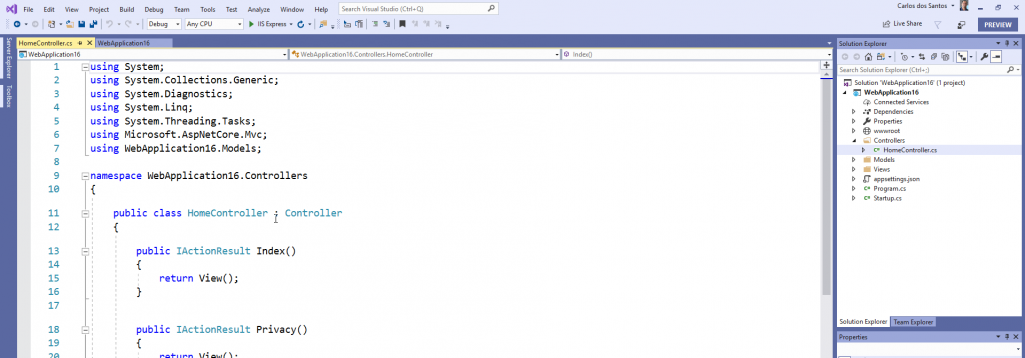 File Edit View Project Build Debug Team Tools Test Analyze Window Help Search Visual Studio (Ctrl+Q) Carlos dos Santos
Debug Any CPU IIS Express Live Share PREVIEW
Server Explorer
Toolbox
HomeController.cs WebApplication16
WebApplication16 WebApplication16.Controllers.HomeController Index()
1 using System;
2 using System.Collections.Generic;
3 using System.Diagnostics;
4 using System.Linq;
5 using System.Threading.Tasks;
6 using Microsoft.AspNetCore.Mvc;
7 using WebApplication16.Models;
8
9 namespace WebApplication16.Controllers
10 {
11 public class HomeController : Controller
12 {
13 public IActionResult Index()
14 {
15 return View();
16 }
17
18 public IActionResult Privacy()
19 {
20 return View();
Solution Explorer
Search Solution Explorer (Ctrl+;)
Solution 'WebApplication16' (1 project)
WebApplication16
Connected Services
Dependencies
Properties
wwwroot
Controllers
HomeController.cs
Models
Views
appsettings.json
Program.cs
Startup.cs
Solution Explorer Team Explorer
Properties